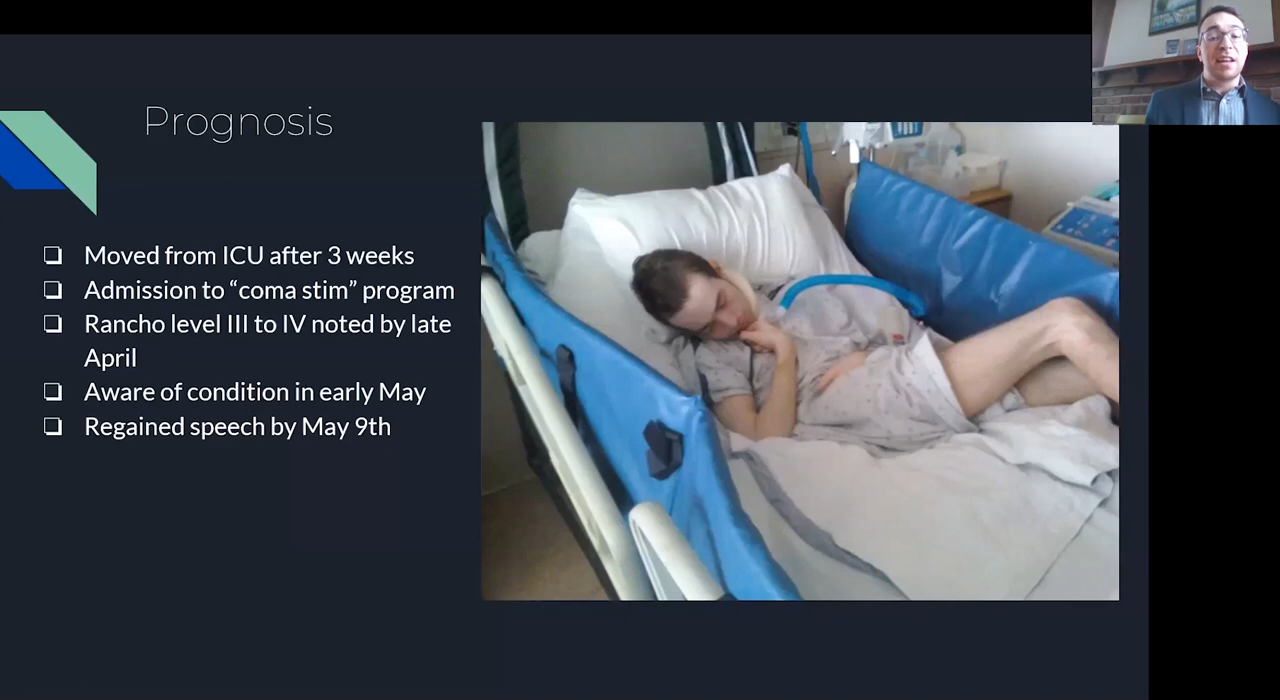 Prognosis
Moved from ICU after 3 weeks
Admission to “coma stim” program
Rancho level III to IV noted by late
April
Aware of condition in early May
Regained speech by May 9th